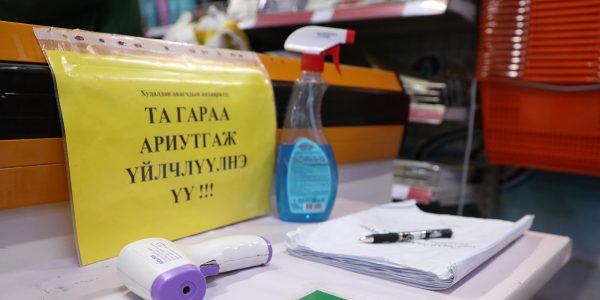 Худалдан авагчдын анхааралд
ТА ГАРАА
АРИУТГАЖ
ҮЙЛЧЛҮҮЛНЭ
ҮҮ !!!